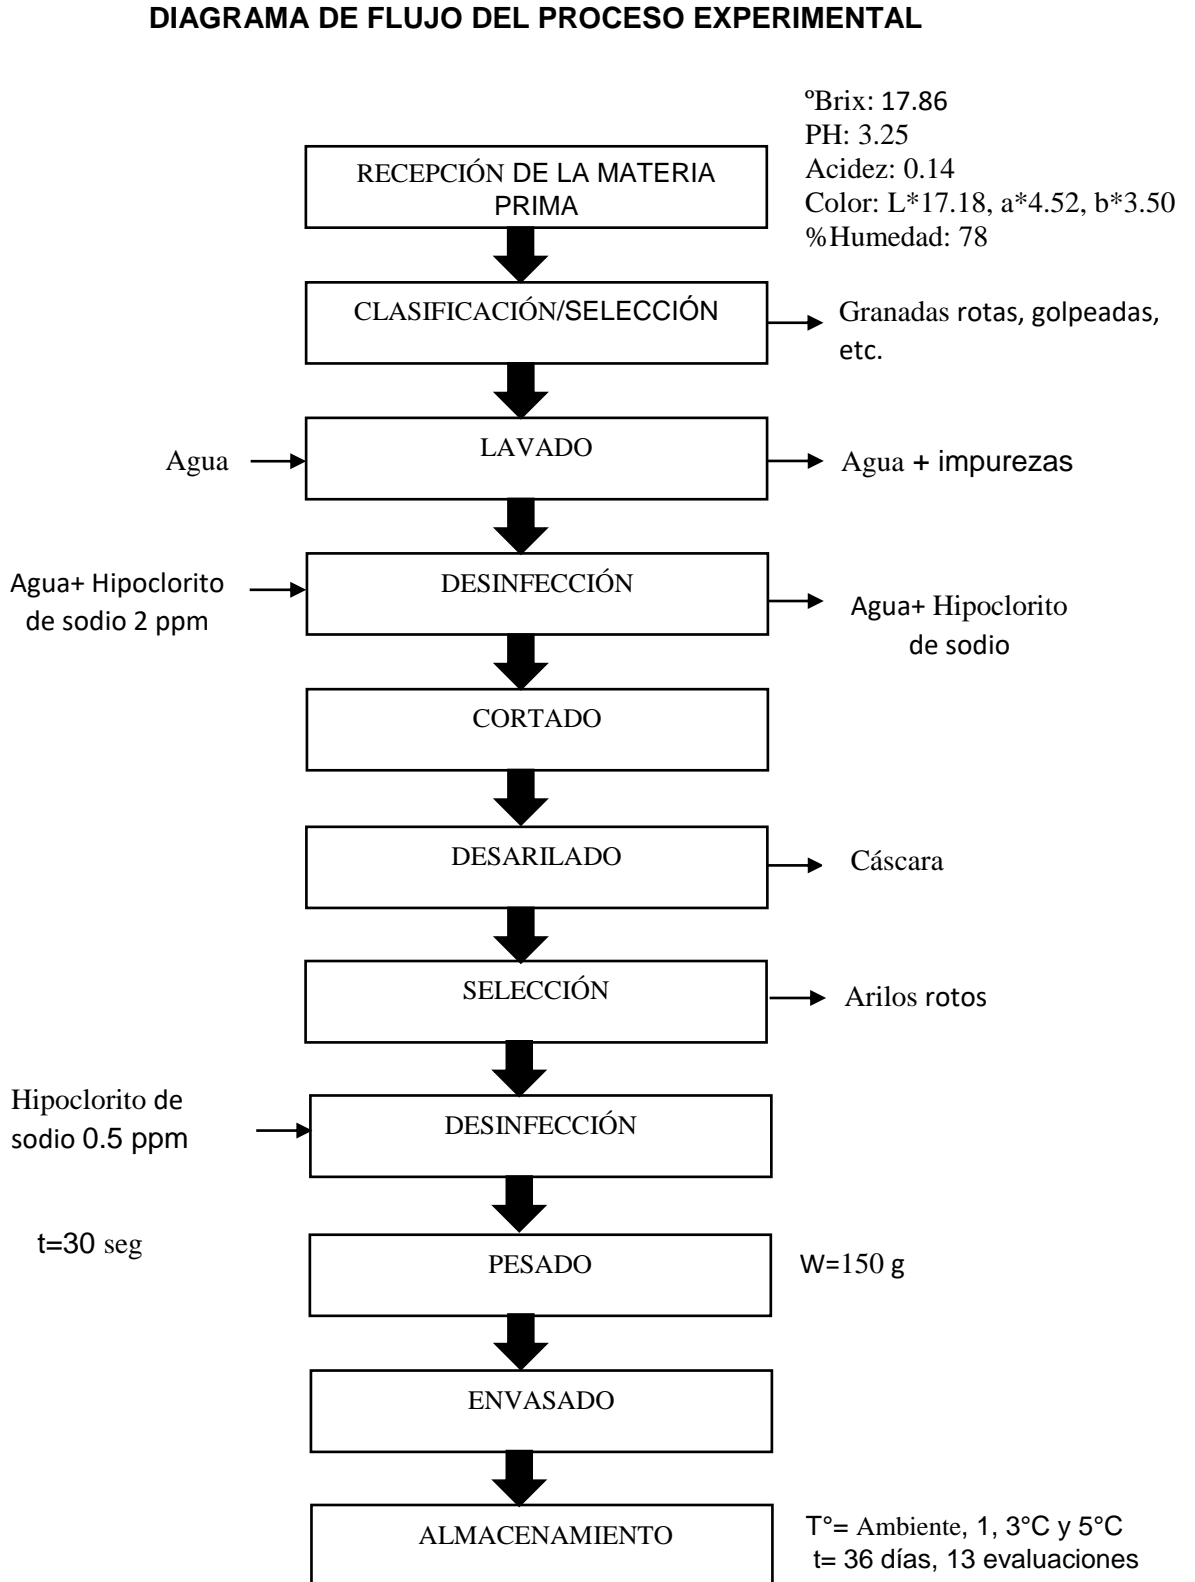 DIAGRAMA DE FLUJO DEL PROCESO EXPERIMENTAL
ºBrix: 17.86
PH: 3.25
Acidez: 0.14
Color: L*17.18, a*4.52, b*3.50
%Humedad: 78
RECEPCIÓN DE LA MATERIA
PRIMA
CLASIFICACIÓN/SELECCIÓN
Granadas rotas, golpeadas,
etc.
Agua
LAVADO
Agua + impurezas
Agua+ Hipoclorito
de sodio 2 ppm
DESINFECCIÓN
Agua+ Hipoclorito
de sodio
CORTADO
DESARILADO
Cáscara
SELECCIÓN
Arilos rotos
Hipoclorito de
sodio 0.5 ppm
DESINFECCIÓN
t=30 seg
PESADO
W=150 g
ENVASADO
ALMACENAMIENTO
T°= Ambiente, 1, 3°C y 5°C
t= 36 días, 13 evaluaciones